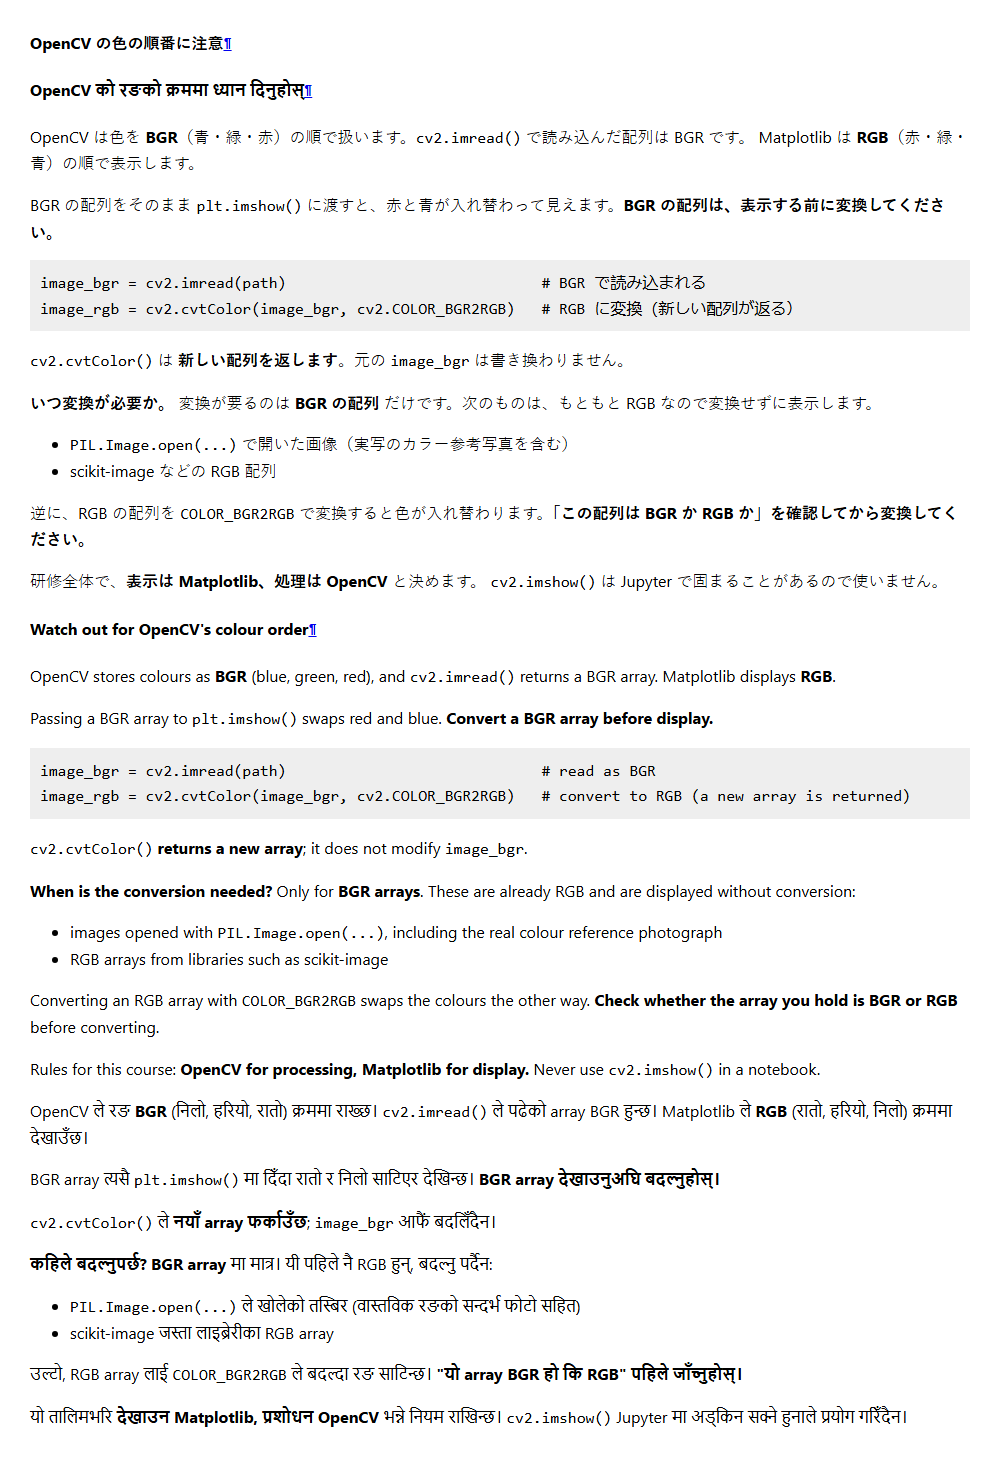 OpenCV の色の順番に注意¶
OpenCV को रङको क्रममा ध्यान दिनुहोस्¶
OpenCV は色を BGR（青・緑・赤）の順で扱います。cv2.imread() で読み込んだ配列は BGR です。 Matplotlib は RGB（赤・緑・
青）の順で表示します。
BGR の配列をそのまま plt.imshow() に渡すと、赤と青が入れ替わって見えます。BGR の配列は、表示する前に変換してくださ
い。
image_bgr = cv2.imread(path)                             # BGR で読み込まれる
image_rgb = cv2.cvtColor(image_bgr, cv2.COLOR_BGR2RGB)   # RGB に変換（新しい配列が返る）
cv2.cvtColor() は 新しい配列を返します。元の image_bgr は書き換わりません。
いつ変換が必要か。 変換が要るのは BGR の配列 だけです。次のものは、もともと RGB なので変換せずに表示します。
• PIL.Image.open(...) で開いた画像（実写のカラー参考写真を含む）
• scikit-image などの RGB 配列
逆に、RGB の配列を COLOR_BGR2RGB で変換すると色が入れ替わります。「この配列は BGR か RGB か」を確認してから変換してく
ださい。
研修全体で、表示は Matplotlib、処理は OpenCV と決めます。 cv2.imshow() は Jupyter で固まることがあるので使いません。
Watch out for OpenCV's colour order¶
OpenCV stores colours as BGR (blue, green, red), and cv2.imread() returns a BGR array. Matplotlib displays RGB.
Passing a BGR array to plt.imshow() swaps red and blue. Convert a BGR array before display.
image_bgr = cv2.imread(path)                             # read as BGR
image_rgb = cv2.cvtColor(image_bgr, cv2.COLOR_BGR2RGB)   # convert to RGB (a new array is returned)
cv2.cvtColor() returns a new array; it does not modify image_bgr.
When is the conversion needed? Only for BGR arrays. These are already RGB and are displayed without conversion:
• images opened with PIL.Image.open(...), including the real colour reference photograph
• RGB arrays from libraries such as scikit-image
Converting an RGB array with COLOR_BGR2RGB swaps the colours the other way. Check whether the array you hold is BGR or RGB
before converting.
Rules for this course: OpenCV for processing, Matplotlib for display. Never use cv2.imshow() in a notebook.
OpenCV ले रङ BGR (निलो, हरियो, रातो) क्रममा राख्छ। cv2.imread() ले पढेको array BGR हुन्छ। Matplotlib ले RGB (रातो, हरियो, निलो) क्रममा
देखाउँछ।
BGR array त्यसै plt.imshow() मा दिँदा रातो र निलो साटिएर देखिन्छ। BGR array देखाउनुअघि बदल्नुहोस्।
cv2.cvtColor() ले नयाँ array फर्काउँछ; image_bgr आफैं बदलिँदैन।
कहिले बदल्नुपर्छ? BGR array मा मात्र। यी पहिले नै RGB हुन्, बदल्नु पर्दैन:
• PIL.Image.open(...) ले खोलेको तस्बिर (वास्तविक रङको सन्दर्भ फोटो सहित)
• scikit-image जस्ता लाइब्रेरीका RGB array
उल्टो, RGB array लाई COLOR_BGR2RGB ले बदल्दा रङ साटिन्छ। "यो array BGR हो कि RGB" पहिले जाँच्नुहोस्।
यो तालिमभरि देखाउन Matplotlib, प्रशोधन OpenCV भन्ने नियम राखिन्छ। cv2.imshow() Jupyter मा अड्किन सक्ने हुनाले प्रयोग गरिँदैन।